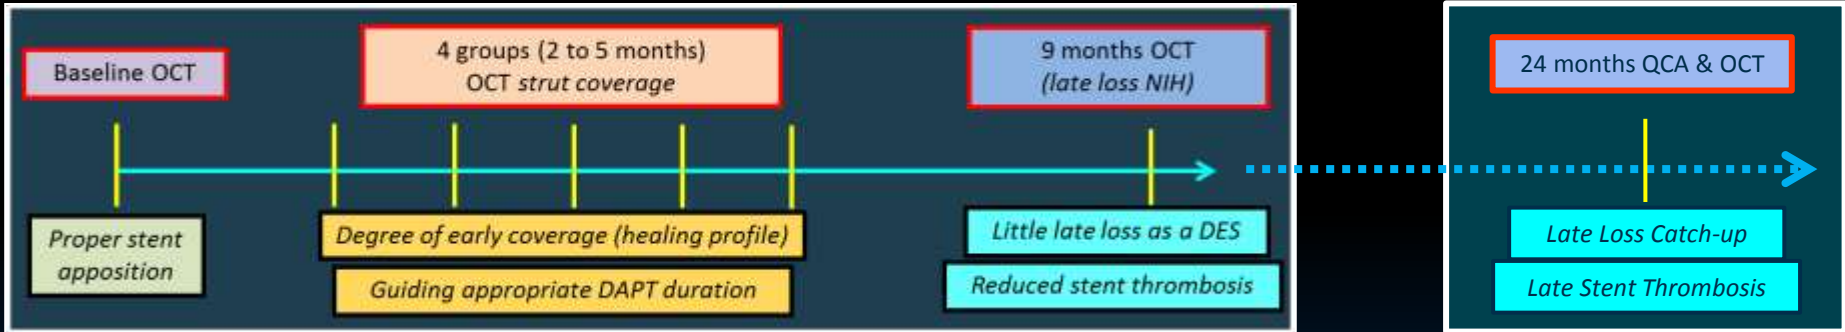 Baseline OCT
4 groups (2 to 5 months)
OCT strut coverage
9 months OCT
(late loss NIH)
24 months QCA & OCT
Proper stent
apposition
Degree of early coverage (healing profile)
Guiding appropriate DAPT duration
Little late loss as a DES
Reduced stent thrombosis
Late Loss Catch-up
Late Stent Thrombosis